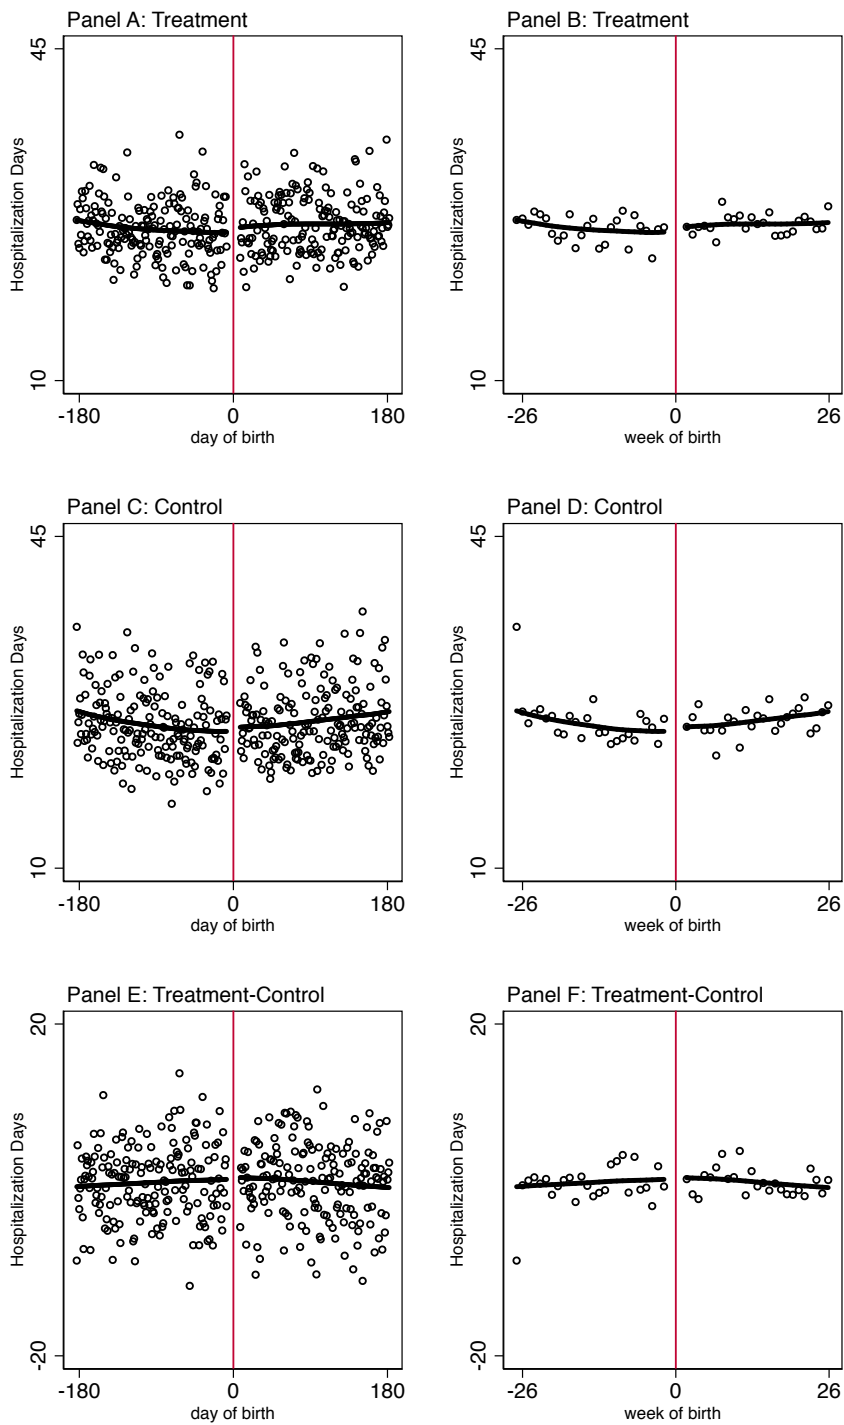 Panel A: Treatment
45
Hospitalization Days
10
-180 0 180
day of birth
Panel B: Treatment
Hospitalization Days
-26 0 26
week of birth
Panel C: Control
45
Hospitalization Days
10
-180 0 180
day of birth
Panel D: Control
Hospitalization Days
-26 0 26
week of birth
Panel E: Treatment-Control
20
Hospitalization Days
-20
-180 0 180
day of birth
Panel F: Treatment-Control
Hospitalization Days
-26 0 26
week of birth
45
10
45
10
20
-20